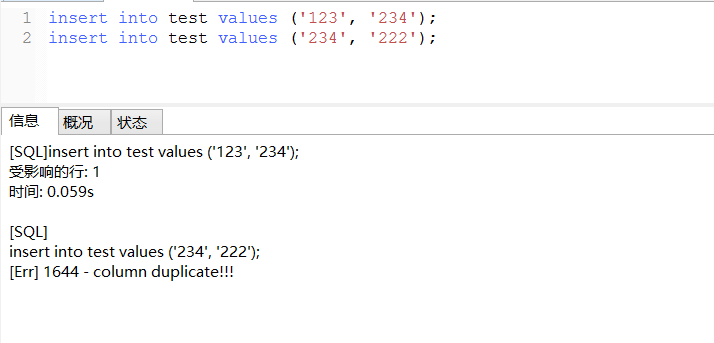 1 insert into test values ('123', '234');
2 insert into test values ('234', '222');
信息 概况 状态
[SQL]insert into test values ('123', '234');
受影响的行: 1
时间: 0.059s
[SQL]
insert into test values ('234', '222');
[Err] 1644 - column duplicate!!!